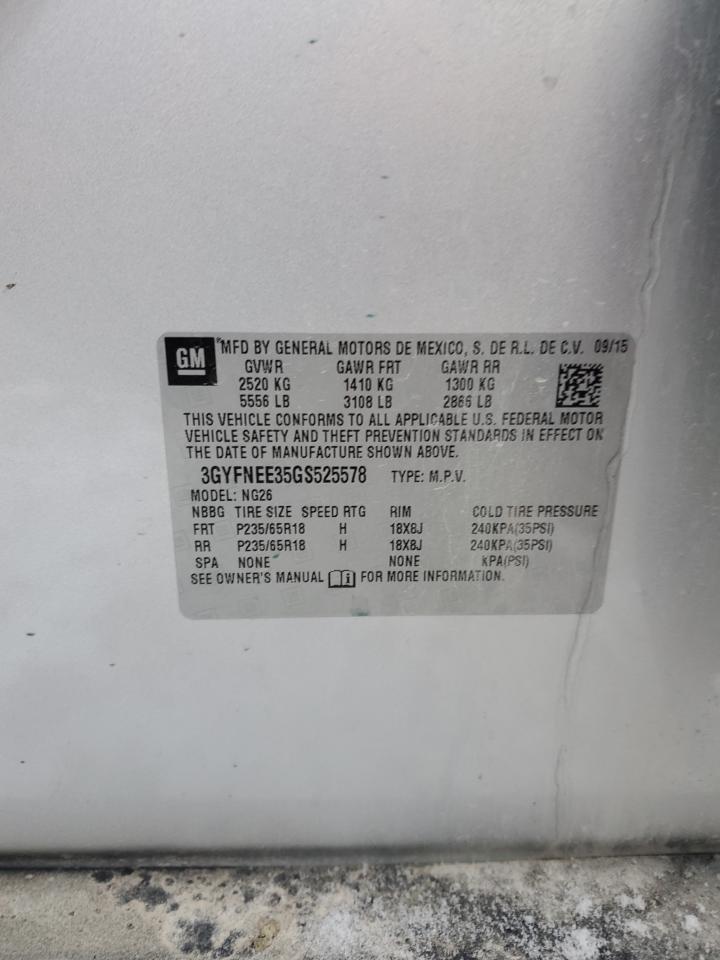 GM
*MFD BY GENERAL MOTORS DE MEXICO, S. DE R.L. DE C.V. 09/15
GVWR GAWR FRT GAWR RR
2520 KG 1410 KG 1300 KG
5556 LB 3108 LB 2866 LB
THIS VEHICLE CONFORMS TO ALL APPLICABLE U.S. FEDERAL MOTOR
VEHICLE SAFETY AND THEFT PREVENTION STANDARDS IN EFFECT ON
THE DATE OF MANUFACTURE SHOWN ABOVE.
3GYFNEE35GS525578 TYPE: M.P.V.
MODEL: NG26
NBBG TIRE SIZE SPEED RTG RIM COLD TIRE PRESSURE
FRT P235/65R18 H 18X8J 240KPA(35PSI)
RR P235/65R18 H 18X8J 240KPA(35PSI)
SPA NONE NONE KPA(PSI)
SEE OWNER'S MANUAL FOR MORE INFORMATION.